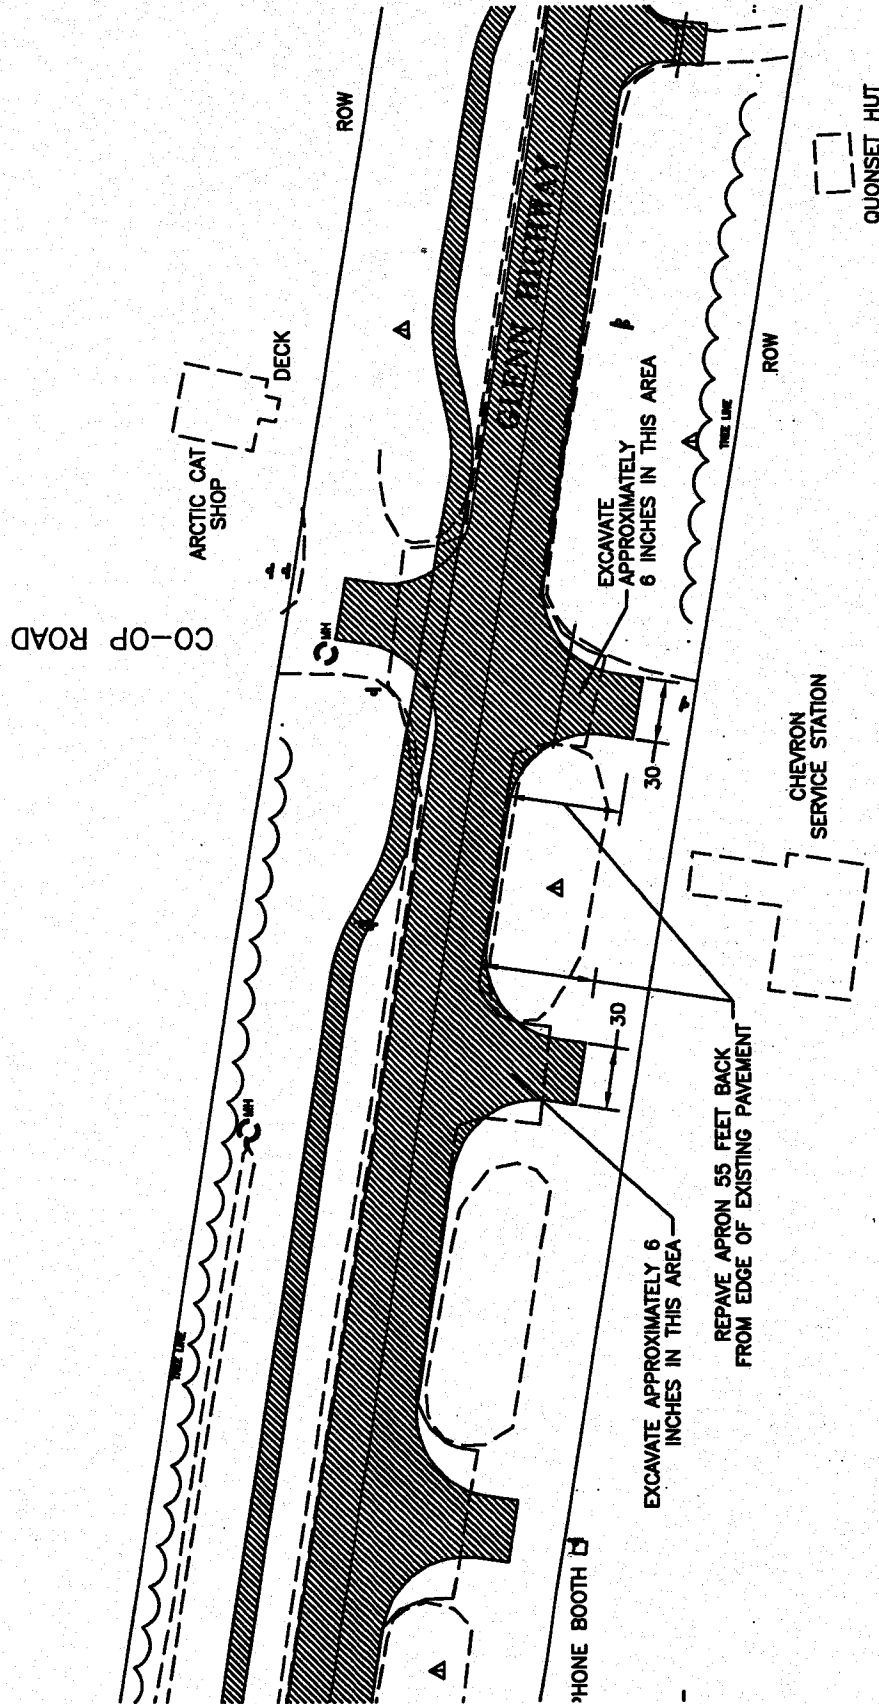 ROW
QUONSET HUT
GLENN HIGHWAY
DECK
ARCTIC CAT
SHOP
ROW
TREE LINE
EXCAVATE
APPROXIMATELY
6 INCHES IN THIS AREA
CO-OP ROAD
MH
30
CHEVRON
SERVICE STATION
30
MH
REPAVE APRON 55 FEET BACK
FROM EDGE OF EXISTING PAVEMENT
EXCAVATE APPROXIMATELY 6
INCHES IN THIS AREA
TREE LINE
PHONE BOOTH